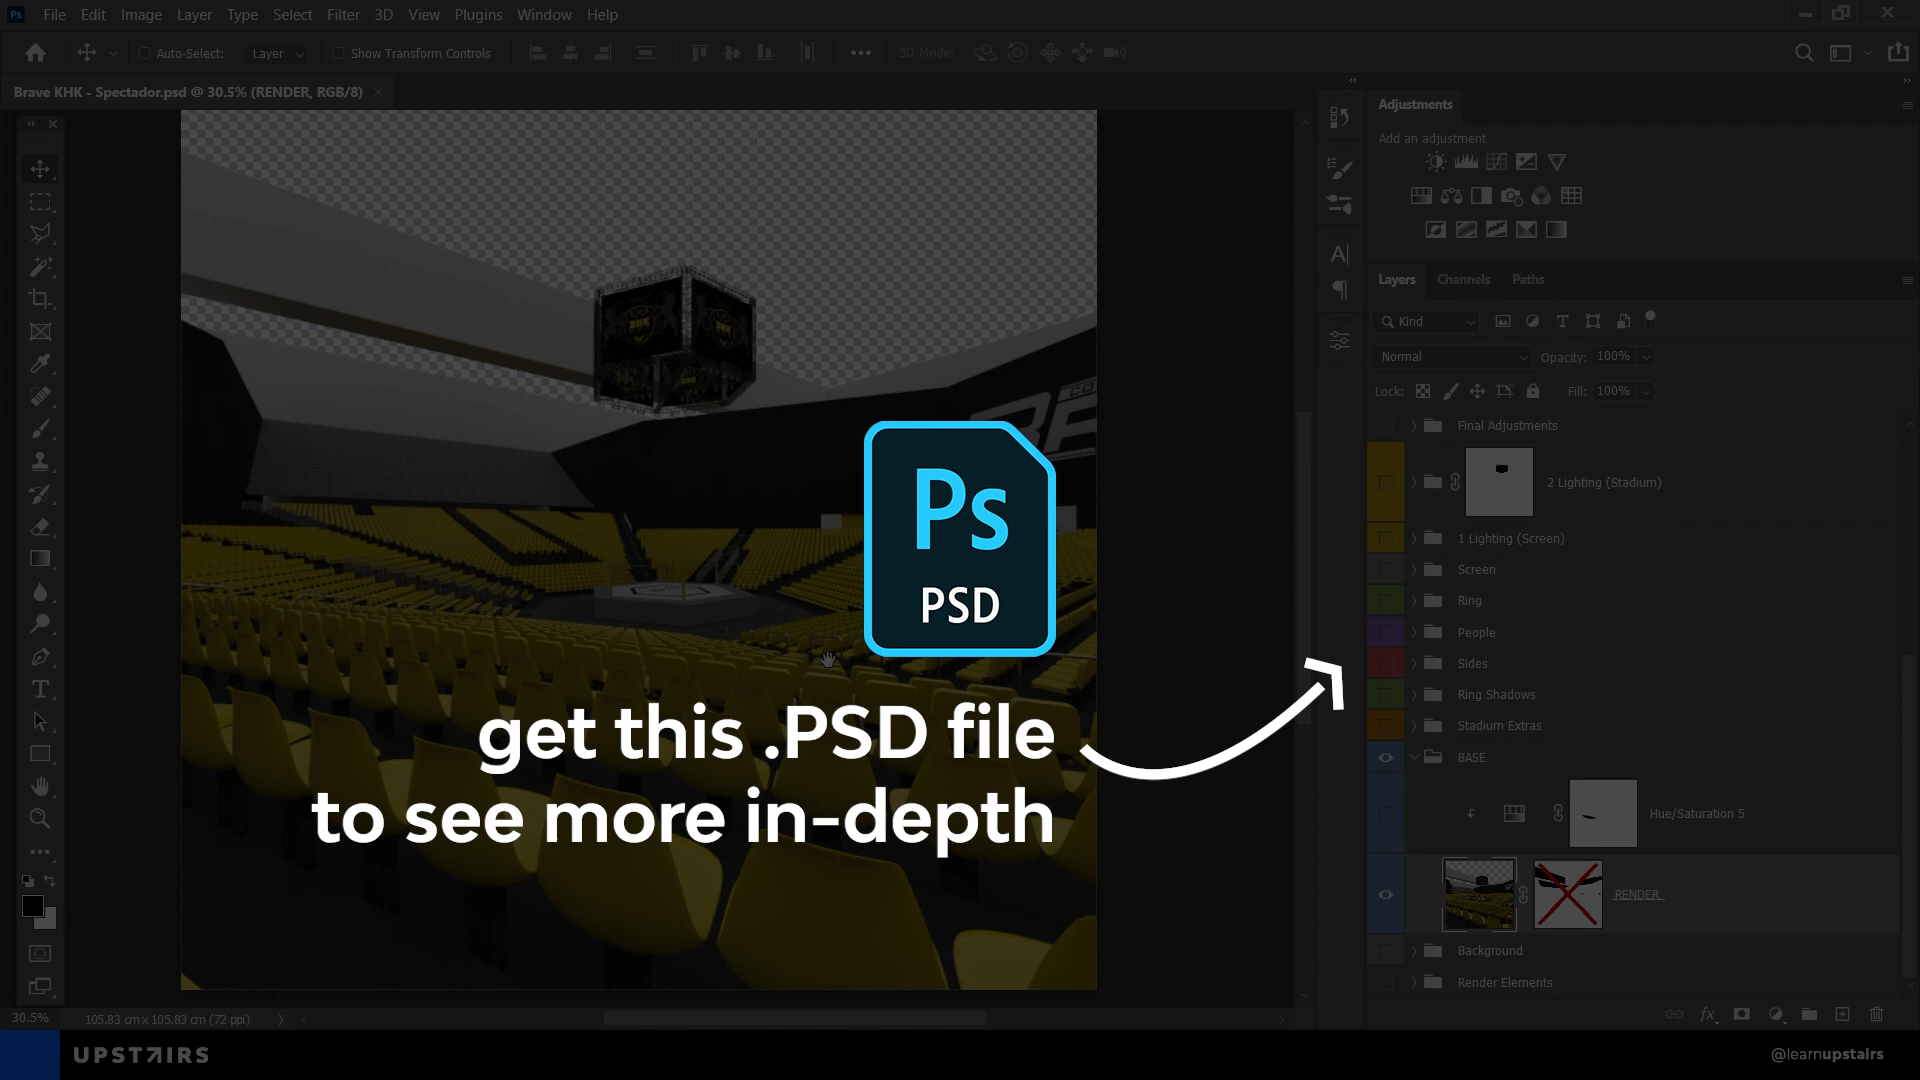 Ps File Edit Image Layer Type Select Filter 3D View Plugins Window Help
Auto-Select: Layer Show Transform Controls 3D Mode:
Brave KHK - Spectador.psd @ 30.5% (RENDER, RGB/8)
Adjustments
Add an adjustment
Layers Channels Paths
Kind
Normal Opacity: 100%
Lock: Fill: 100%
Final Adjustments
2 Lighting (Stadium)
1 Lighting (Screen)
Screen
Ring
People
Sides
Ring Shadows
Stadium Extras
BASE
Hue/Saturation 5
RENDER
Background
Render Elements
Ps
PSD
get this .PSD file
to see more in-depth
30.5% 105.83 cm x 105.83 cm (72 ppi)
fx
UPSTAIRS
@learnupstairs